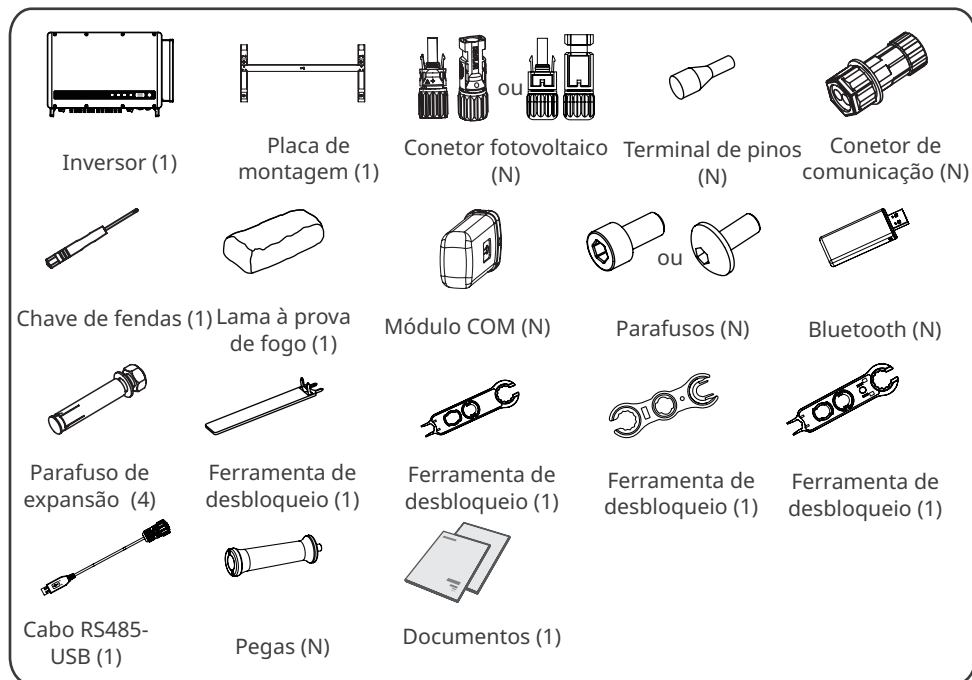 ou
Inversor (1)
Placa de
montagem (1)
Conetor fotovoltaico
(N)
Terminal de pinos
(N)
Conetor de
comunicação (N)
ou
Chave de fendas (1)
Lama à prova
de fogo (1)
Módulo COM (N)
Parafusos (N)
Bluetooth (N)
Parafuso de
expansão (4)
Ferramenta de
desbloqueio (1)
Ferramenta de
desbloqueio (1)
Ferramenta de
desbloqueio (1)
Ferramenta de
desbloqueio (1)
Cabo RS485-
USB (1)
Pegas (N)
Documentos (1)